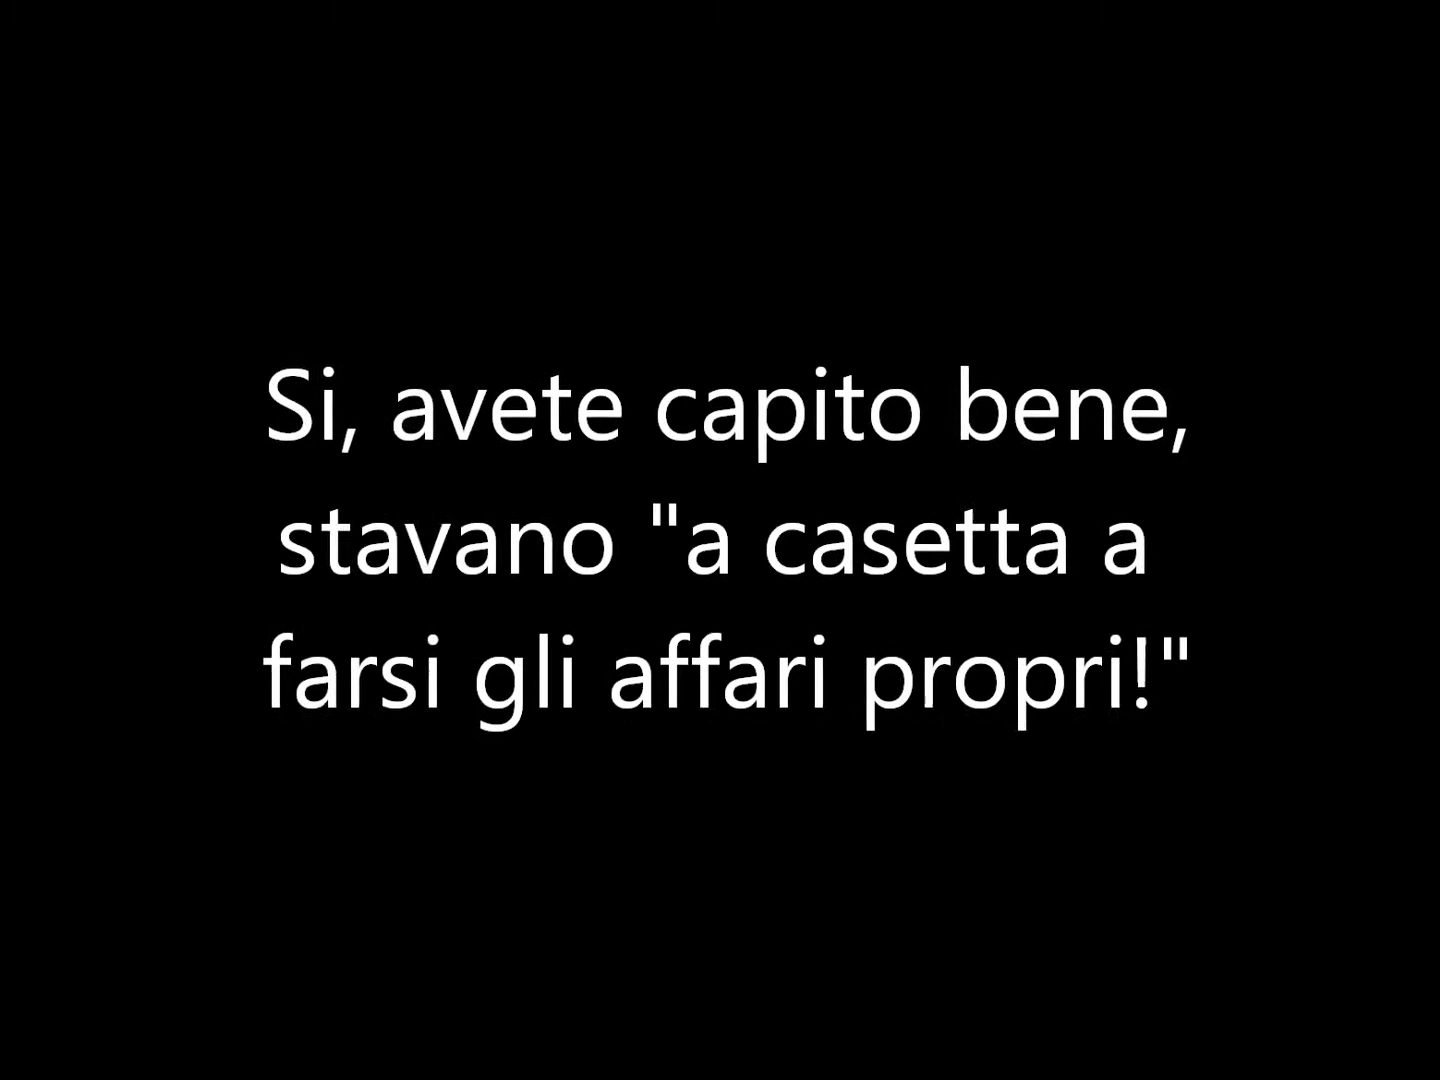 Si, avete capito bene,
stavano "a casetta a
farsi gli affari propri!"